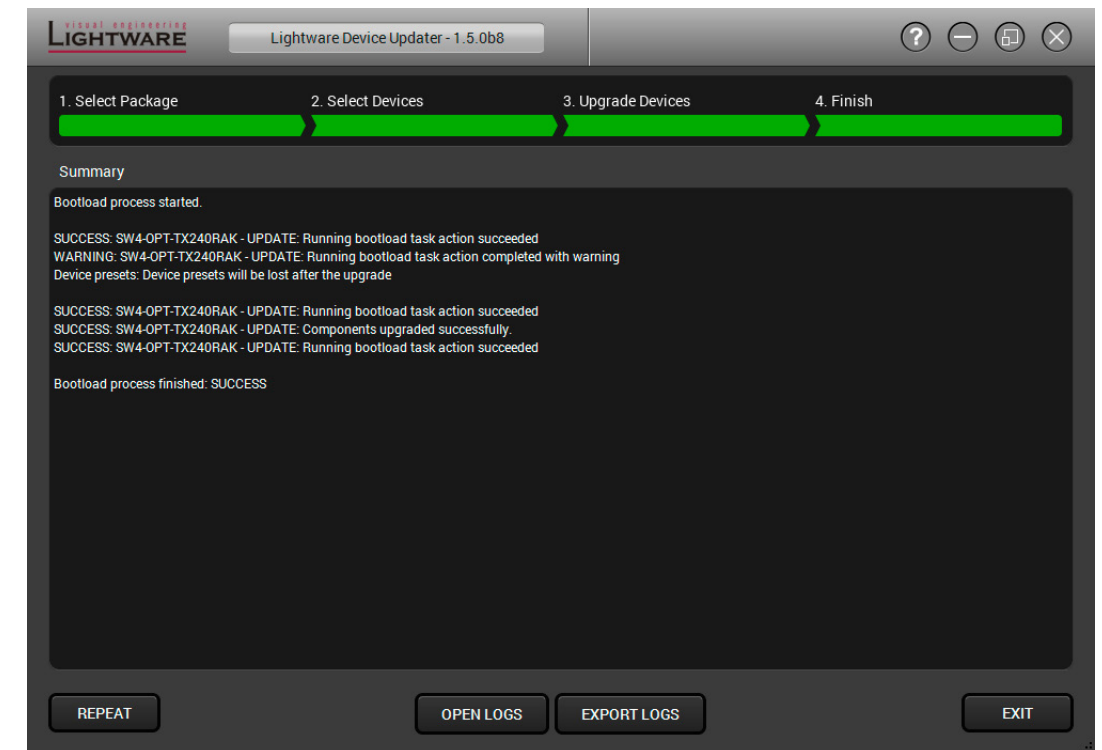 visual engineering
LIGHTWARE
Lightware Device Updater - 1.5.0b8
?
1. Select Package
2. Select Devices
3. Upgrade Devices
4. Finish
Summary
Bootload process started.
SUCCESS: SW4-OPT-TX240RAK - UPDATE: Running bootload task action succeeded
WARNING: SW4-OPT-TX240RAK - UPDATE: Running bootload task action completed with warning
Device presets: Device presets will be lost after the upgrade
SUCCESS: SW4-OPT-TX240RAK - UPDATE: Running bootload task action succeeded
SUCCESS: SW4-OPT-TX240RAK - UPDATE: Components upgraded successfully.
SUCCESS: SW4-OPT-TX240RAK - UPDATE: Running bootload task action succeeded
Bootload process finished: SUCCESS
REPEAT
OPEN LOGS
EXPORT LOGS
EXIT